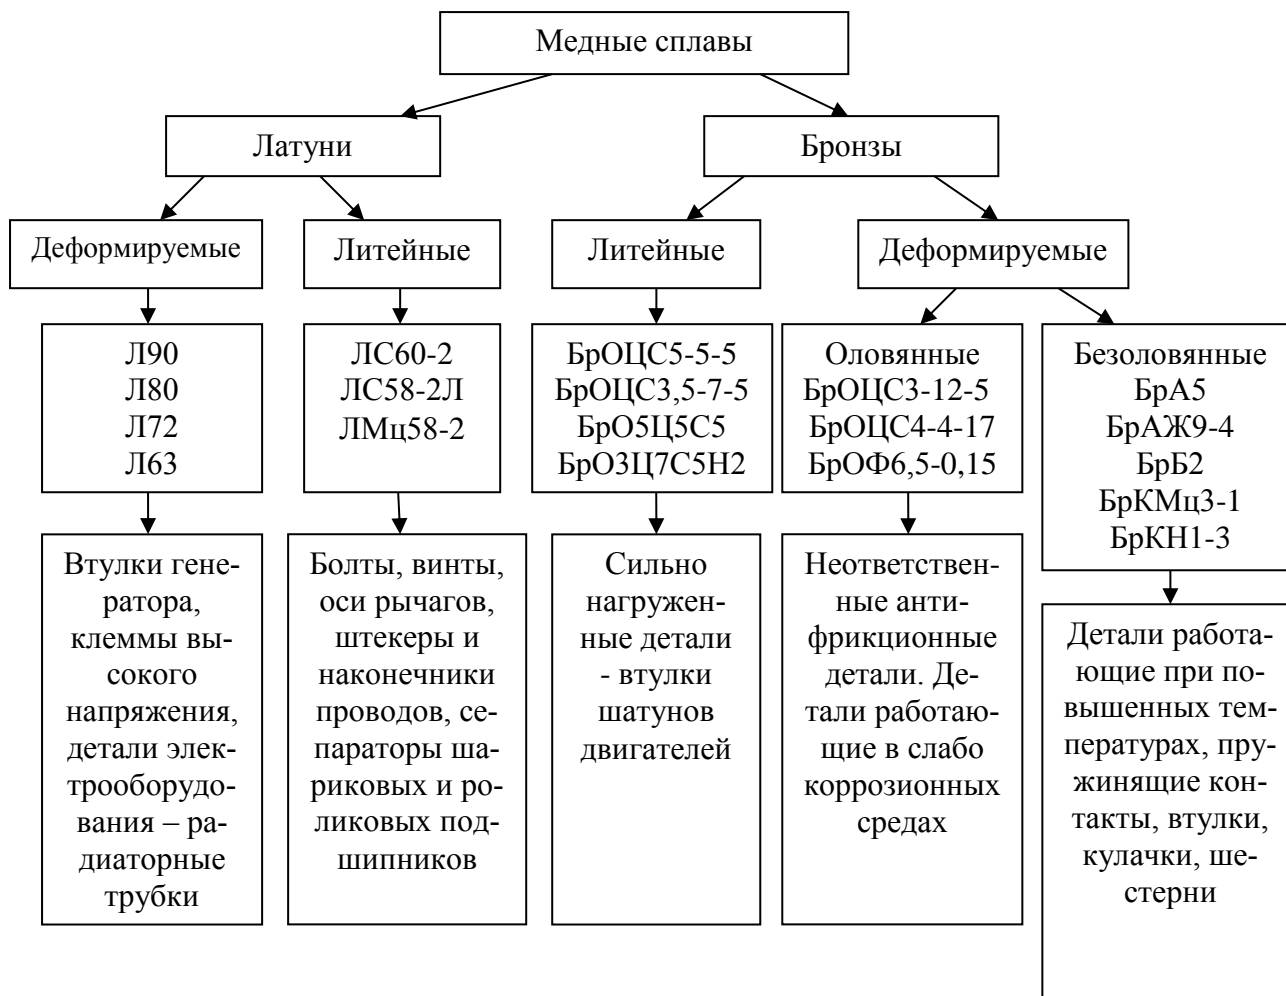 Медные сплавы
Латуни
Бронзы
Деформируемые
Литейные
Литейные
Деформируемые
Л90
Л80
Л72
Л63
ЛС60-2
ЛС58-2Л
ЛМц58-2
БрОЦС5-5-5
БрОЦС3,5-7-5
БрО5Ц5С5
БрО3Ц7С5Н2
Оловянные
БрОЦС3-12-5
БрОЦС4-4-17
БрОФ6,5-0,15
Безоловянные
БрА5
БрАЖ9-4
БрБ2
БрКМц3-1
БрКН1-3
Втулки гене-
ратора,
клеммы вы-
сокого
напряжения,
детали элек-
трооборудо-
вания – ра-
диаторные
трубки
Болты, винты,
оси рычагов,
штекеры и
наконечники
проводов, се-
параторы ша-
риковых и ро-
ликовых под-
шипников
Сильно
нагружен-
ные детали
- втулки
шатунов
двигателей
Неответствен-
ные анти-
фрикционные
детали. Де-
тали работаю-
щие в слабо
коррозионных
средах
Детали работа-
ющие при по-
вышенных тем-
пературах, пру-
жинящие кон-
такты, втулки,
кулачки, ше-
стерни